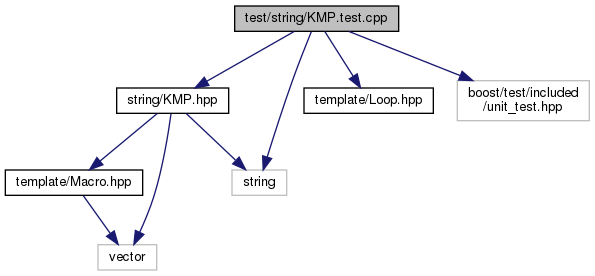 test/string/KMP.test.cpp
string/KMP.hpp
template/Loop.hpp
boost/test/included
/unit_test.hpp
template/Macro.hpp
string
vector